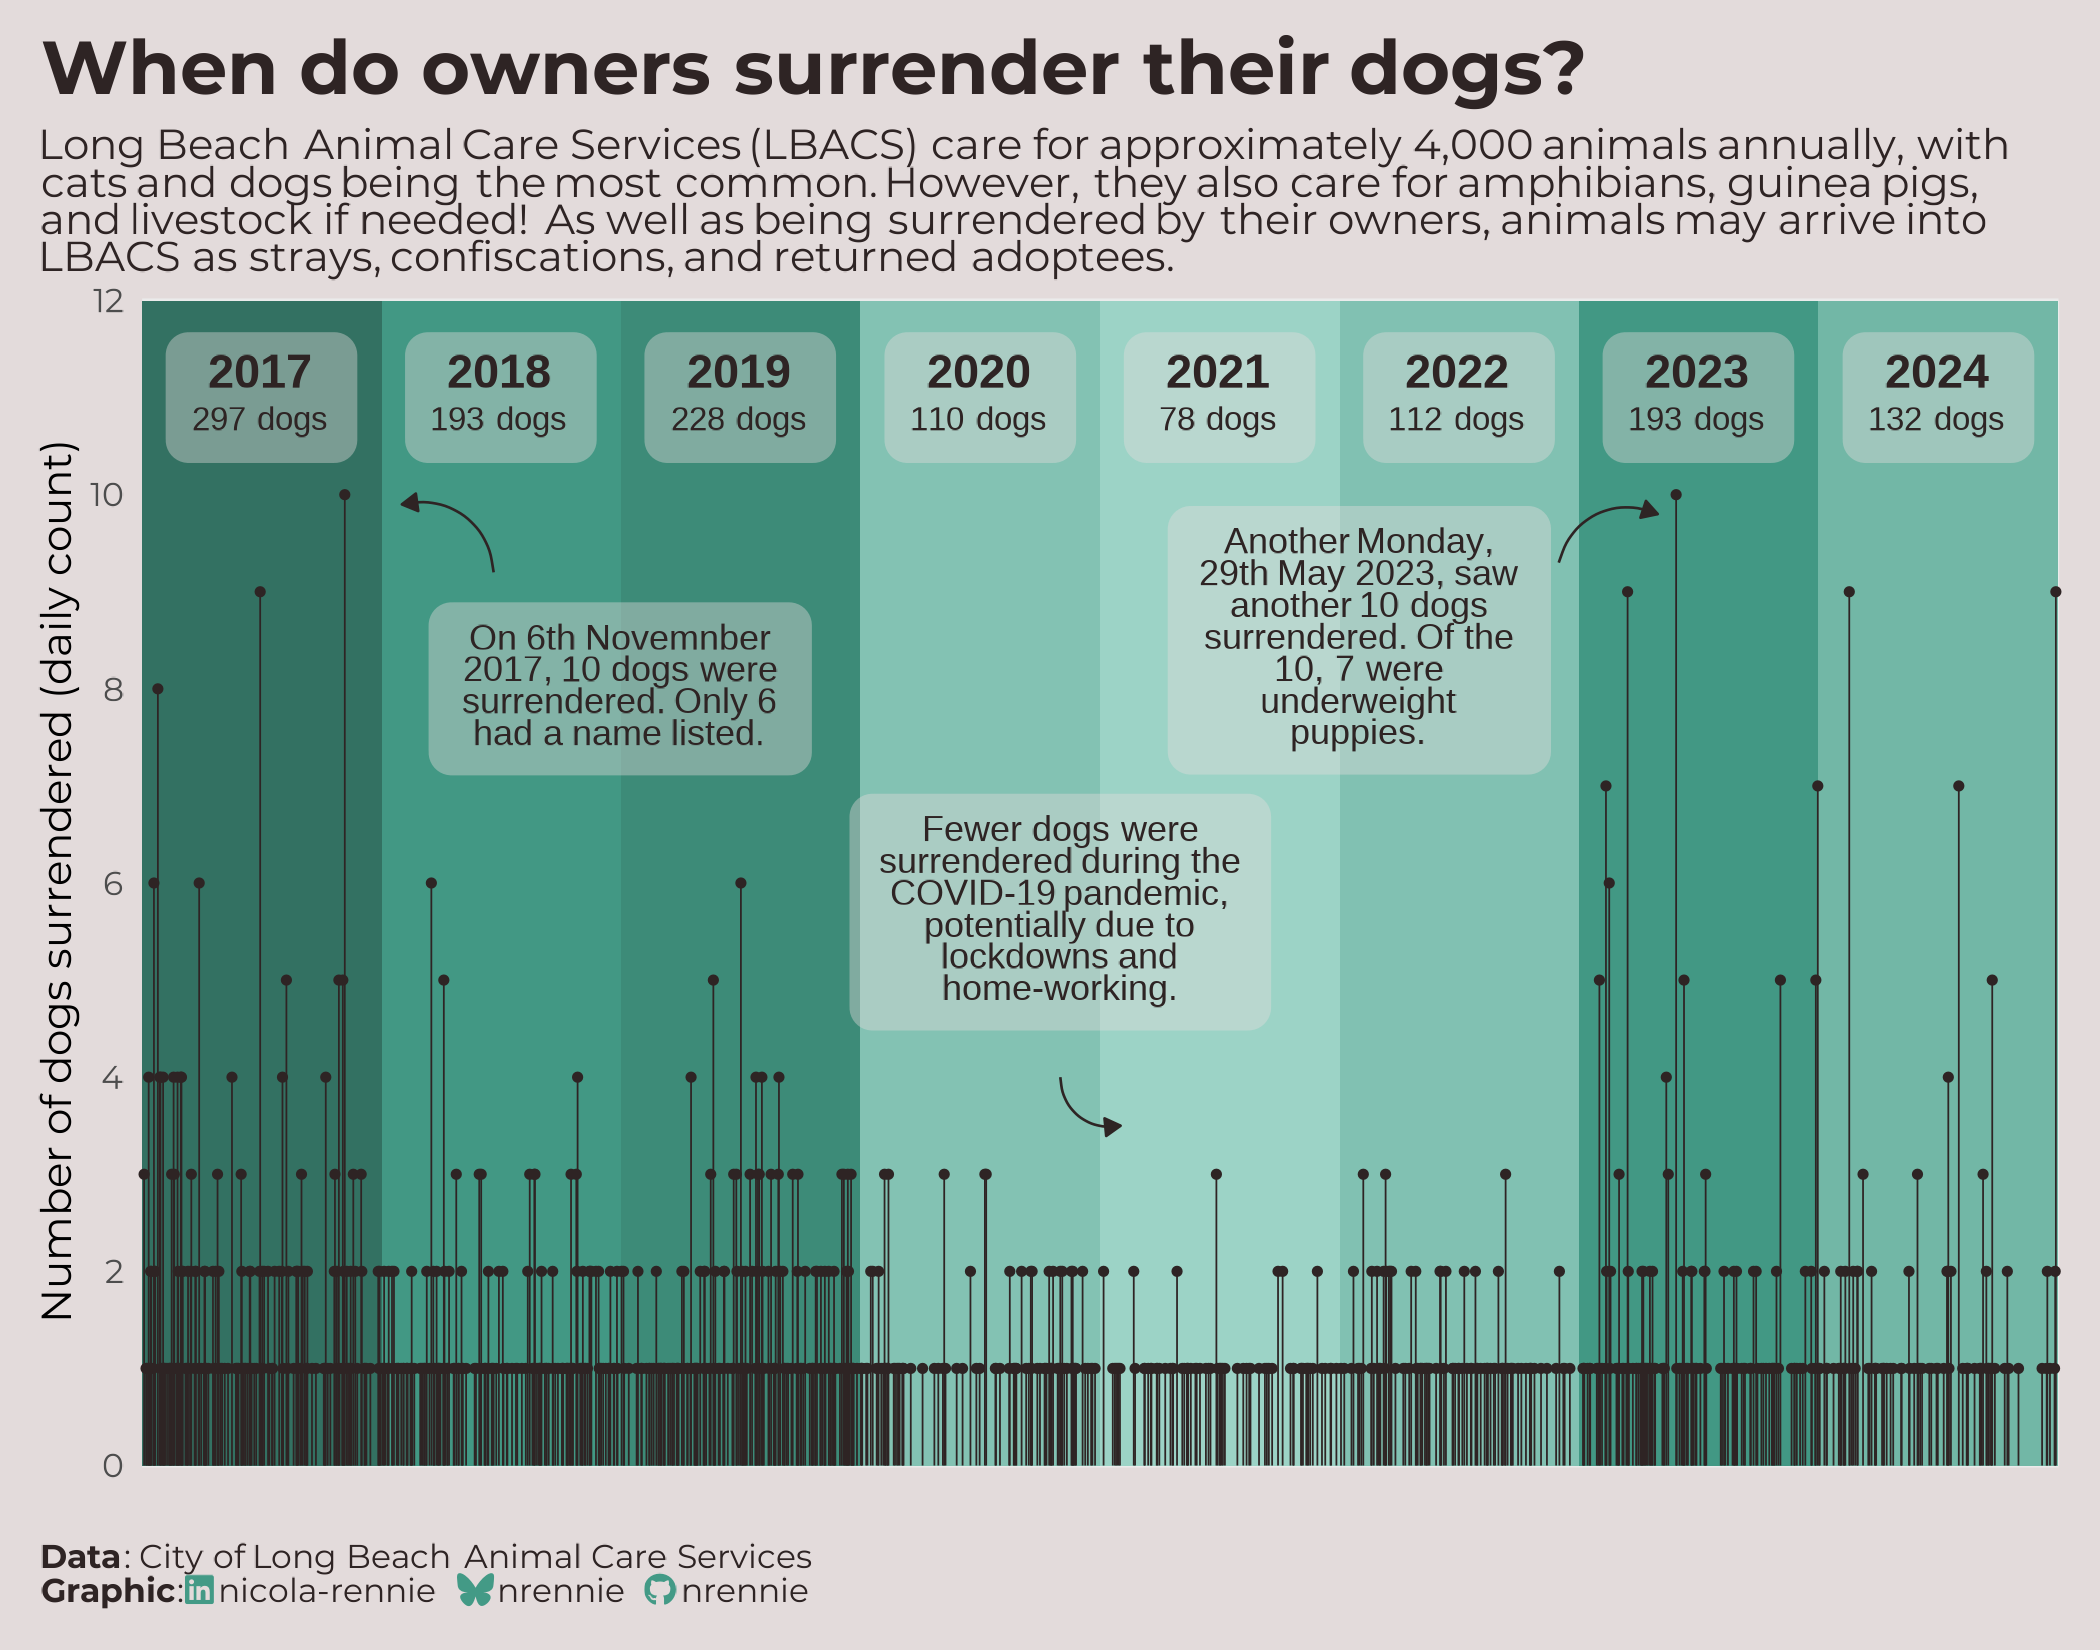 When do owners surrender their dogs?
Long Beach Animal Care Services (LBACS) care for approximately 4,000 animals annually, with
cats and dogs being the most common. However, they also care for amphibians, guinea pigs,
and livestock if needed! As well as being surrendered by their owners, animals may arrive into
LBACS as strays, confiscations, and returned adoptees.
Number of dogs surrendered (daily count)
12
10
8
6
4
2
0
2017
297 dogs
2018
193 dogs
2019
228 dogs
2020
110 dogs
2021
78 dogs
2022
112 dogs
2023
193 dogs
2024
132 dogs
On 6th Novemnber
2017, 10 dogs were
surrendered. Only 6
had a name listed.
Another Monday,
29th May 2023, saw
another 10 dogs
surrendered. Of the
10, 7 were
underweight
puppies.
Fewer dogs were
surrendered during the
COVID-19 pandemic,
potentially due to
lockdowns and
home-working.
Data: City of Long Beach Animal Care Services
Graphic: in nicola-rennie nrennie nrennie